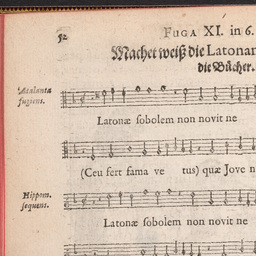 52
FUGA XI. in 6.
Machet weiß die Latonam
die Bücher.
Atalanta
fugiens.
Latonæ ſobolem non novit ne
(Ceu fert fama ve tus) quæ Jove n
Hippom.
ſequens.
Latonæ ſobolem non novit ne